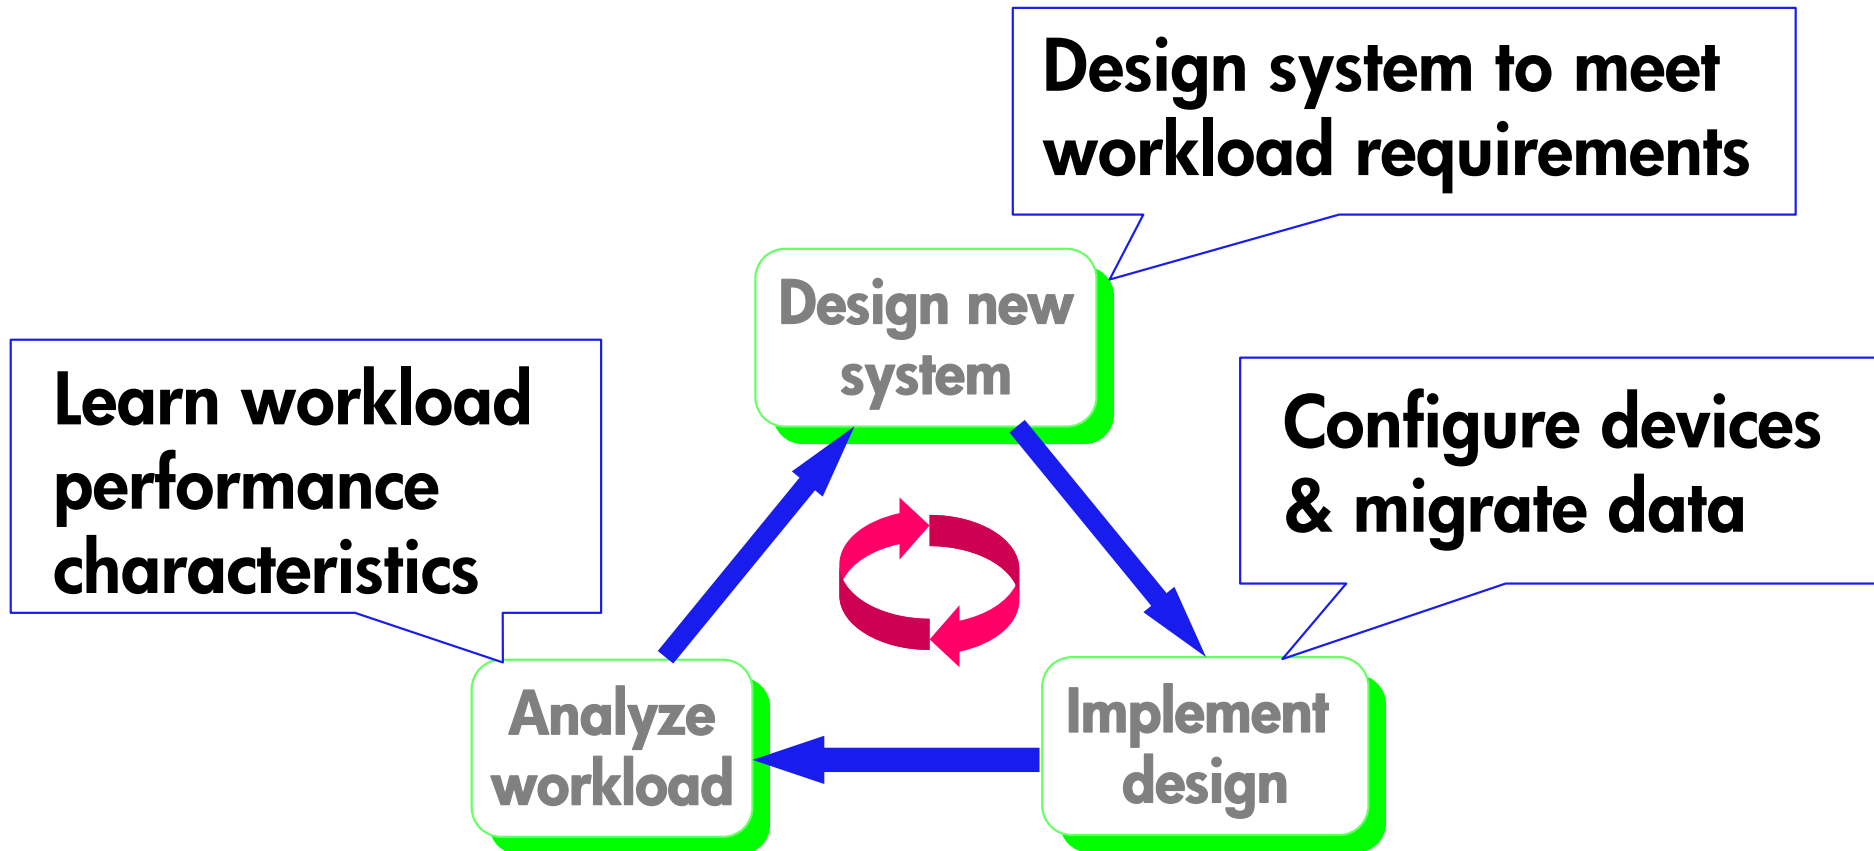 Design system to meet
workload requirements
Design new
system
Learn workload
performance
characteristics
Configure devices
& migrate data
Analyze
workload
Implement
design